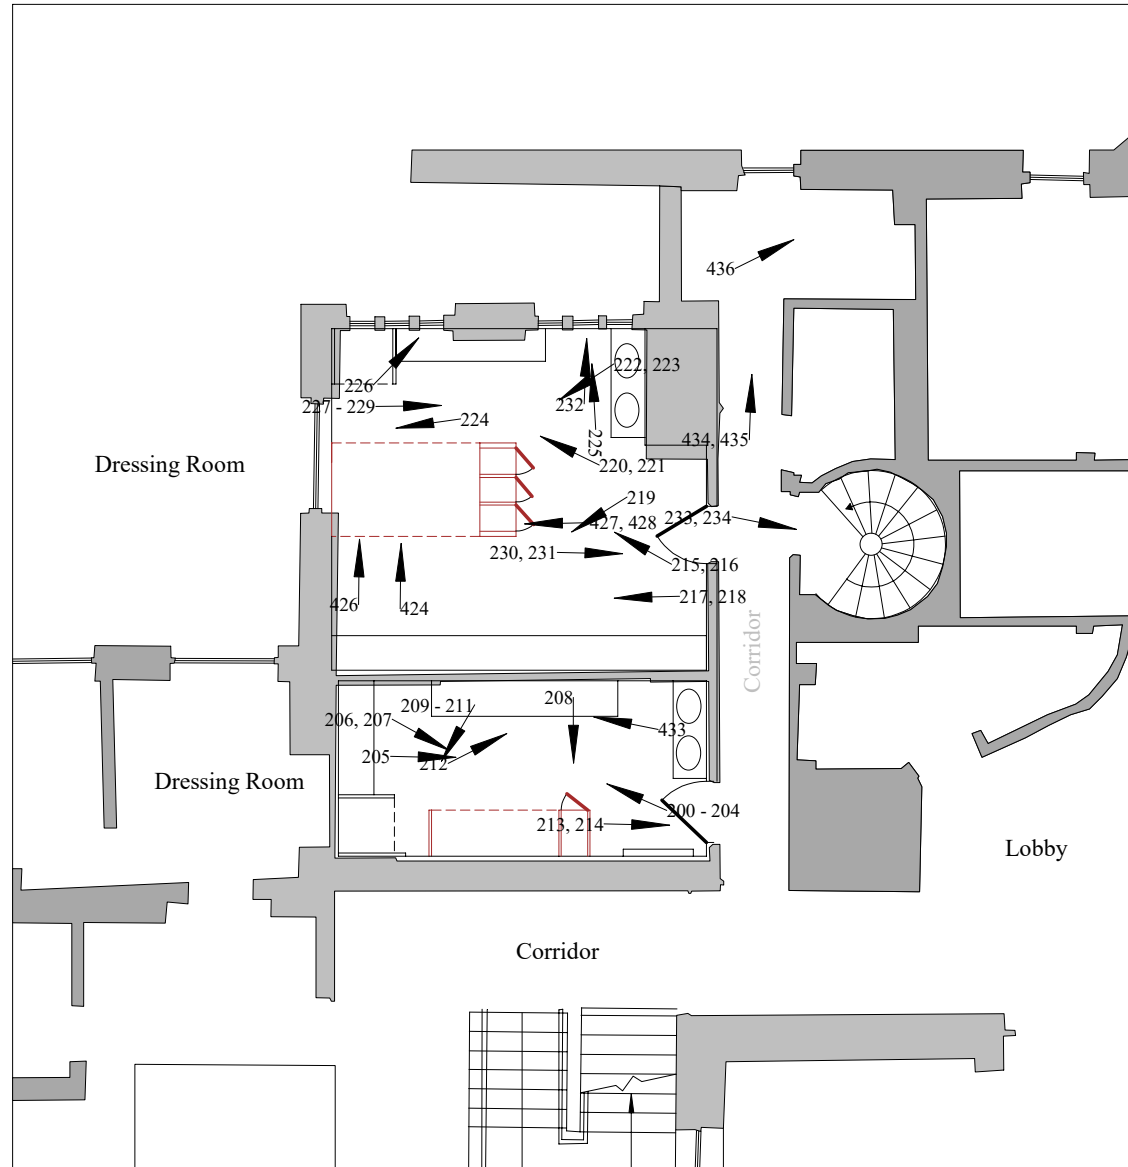 436
222, 223
226
232
227 - 229
224
225
434, 435
220, 221
Dressing Room
219
233, 234
427, 428
230, 231
215, 216
426
424
217, 218
Corridor
208
209 - 211
206, 207
433
205
212
Dressing Room
200 - 204
213, 214
Lobby
Corridor